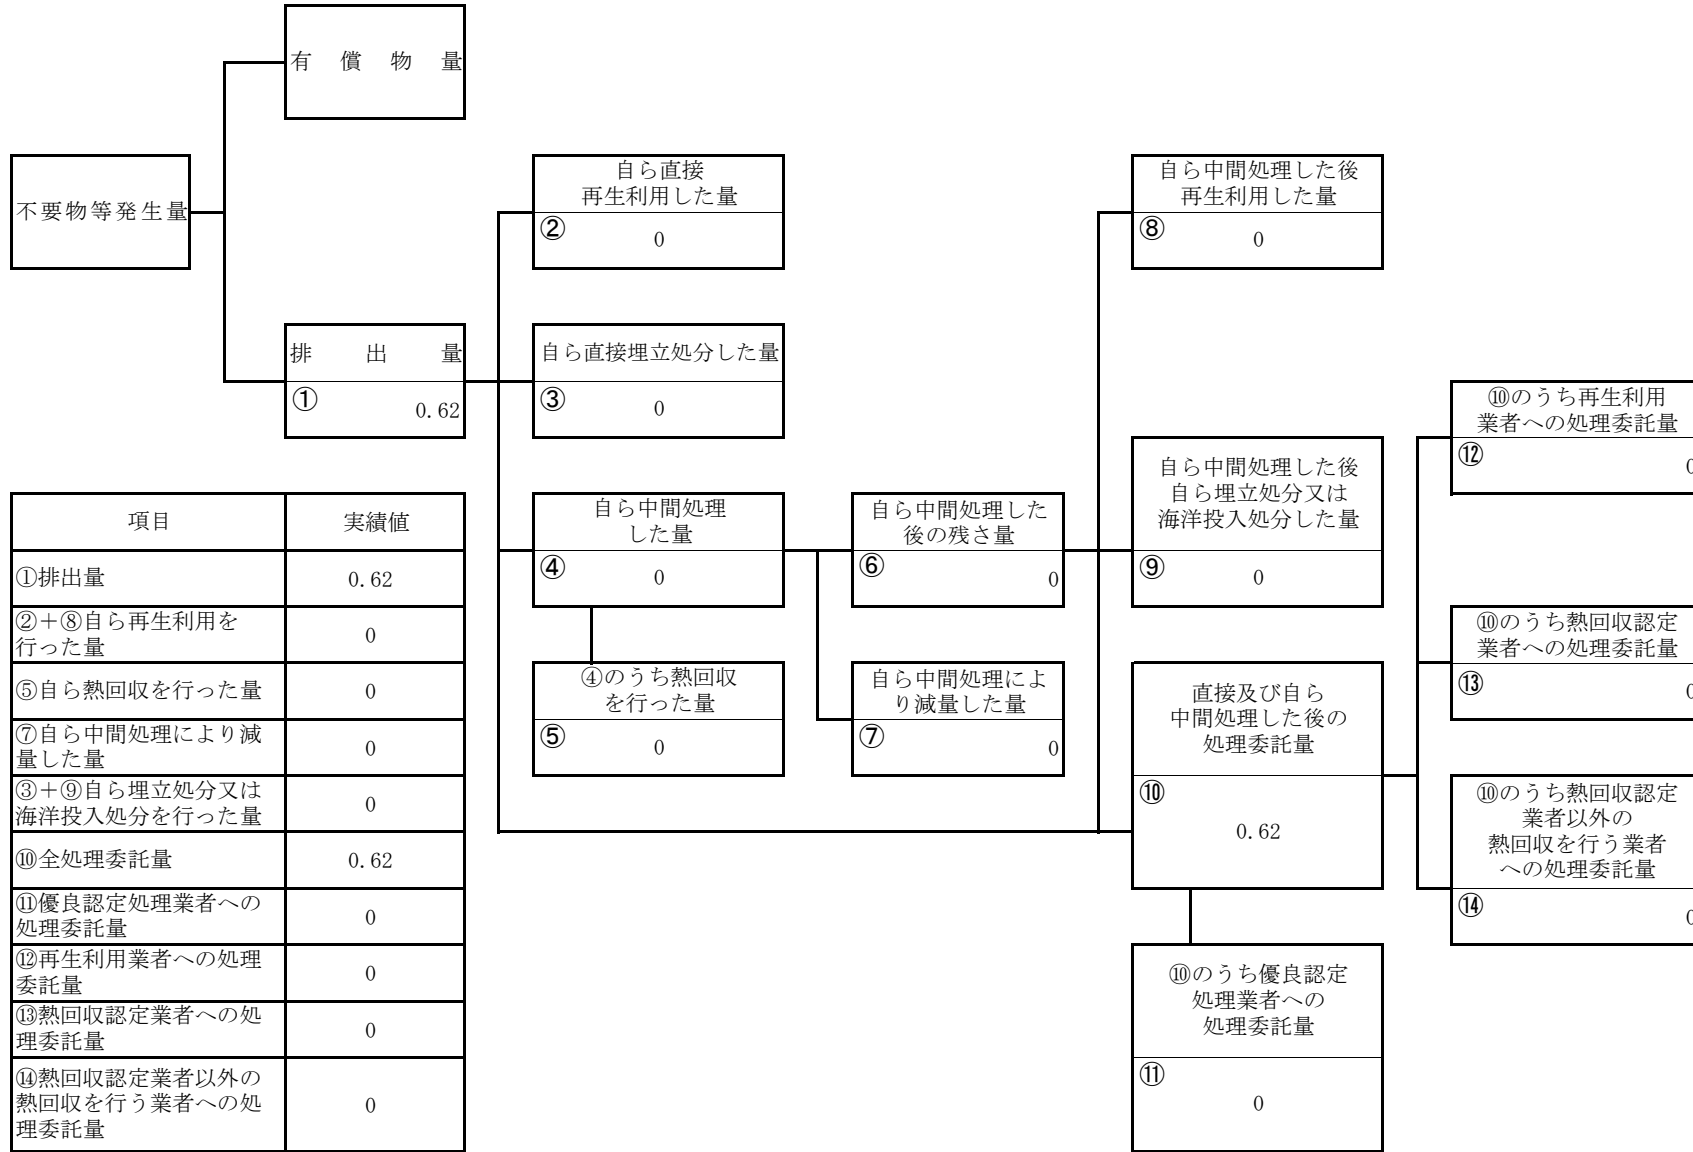 有償物量
不要物等発生量
排出量
①
0.62
自ら直接
再生利用した量
②
0
自ら直接埋立処分した量
③
0
自ら中間処理
した量
④
0
④のうち熱回収
を行った量
⑤
0
自ら中間処理した
後の残さ量
⑥
0
自ら中間処理によ
り減量した量
⑦
0
自ら中間処理した後
再生利用した量
⑧
0
自ら中間処理した後
自ら埋立処分又は
海洋投入処分した量
⑨
0
直接及び自ら
中間処理した後の
処理委託量
⑩
0.62
⑩のうち優良認定
処理業者への
処理委託量
⑪
0
⑩のうち再生利用
業者への処理委託量
⑫
0
⑩のうち熱回収認定
業者への処理委託量
⑬
0
⑩のうち熱回収認定
業者以外の
熱回収を行う業者
への処理委託量
⑭
0
項目 実績値
①排出量 0.62
②+⑧自ら再生利用を
行った量 0
⑤自ら熱回収を行った量 0
⑦自ら中間処理により減
量した量 0
③+⑨自ら埋立処分又は
海洋投入処分を行った量 0
⑩全処理委託量 0.62
⑪優良認定処理業者への
処理委託量 0
⑫再生利用業者への処理
委託量 0
⑬熱回収認定業者への処
理委託量 0
⑭熱回収認定業者以外の
熱回収を行う業者への処
理委託量 0